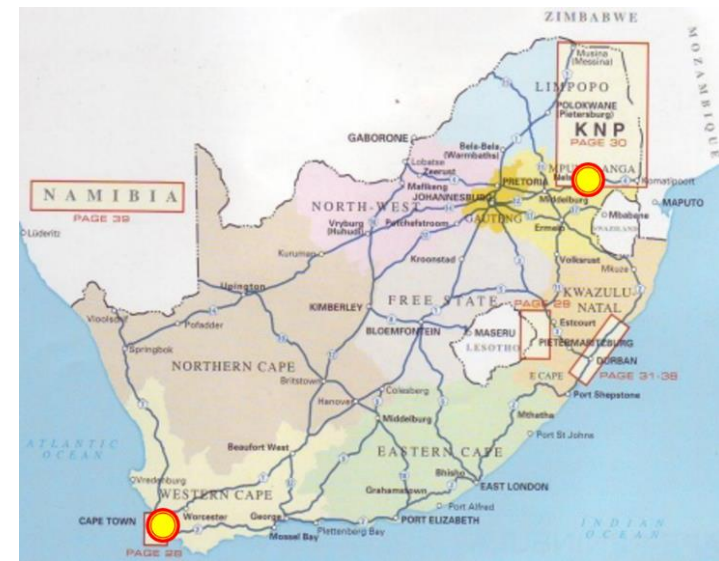 ZIMBABWE
MOZAMBIQUE
Musina
(Messina)
LIMPOPO
POLOKWANE
(Pietersburg)
KNP
PAGE 30
GABORONE
Bela-Bela
(Warmbaths)
Lobatse
Zeerust
Mafikeng
PRETORIA
Komatipoort
NAMIBIA
PAGE 39
JOHANNESBURG
Middelburg
MAPUTO
NORTH-WEST
GAUTENG
Mbabane
SWAZILAND
Lüderitz
Vryburg
(Huhudi)
Potchefstroom
Ermelo
Kuruman
Kroonstad
Volksrust
Mkuze
Upington
KWAZULU-
NATAL
KIMBERLEY
FREE STATE
PAGE 29
Vioolsdorf
Pofadder
BLOEMFONTEIN
MASERU
Estcourt
LESOTHO
PIETERMARITZBURG
Springbok
DURBAN
NORTHERN CAPE
E CAPE
PAGE 31-38
Britstown
Colesberg
Port Shepstone
Hanover
Middelburg
Mthatha
Port St Johns
ATLANTIC
OCEAN
Beaufort West
EASTERN CAPE
Vredenburg
Bhisho
WESTERN CAPE
Grahamstown
EAST LONDON
Port Alfred
CAPE TOWN
Worcester
George
PORT ELIZABETH
INDIAN
OCEAN
Mossel Bay
Plettenberg Bay
PAGE 28